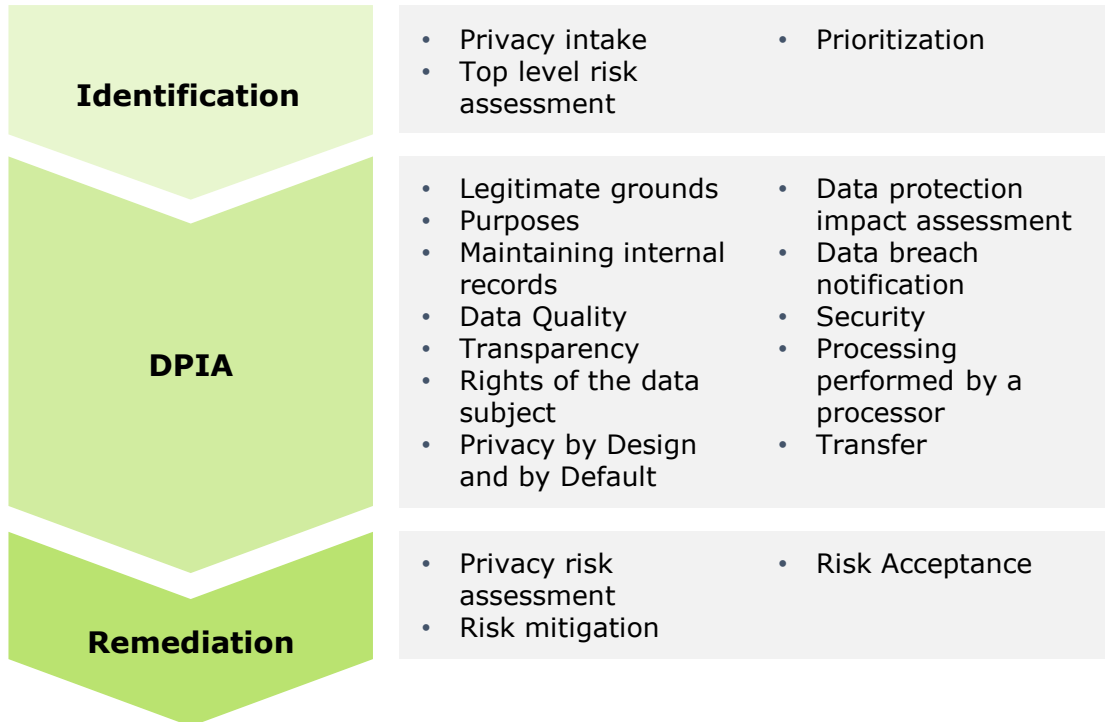 Identification
• Privacy intake
• Top level risk
assessment
• Prioritization
DPIA
• Legitimate grounds
• Purposes
• Maintaining internal
records
• Data Quality
• Transparency
• Rights of the data
subject
• Privacy by Design
and by Default
• Data protection
impact assessment
• Data breach
notification
• Security
• Processing
performed by a
processor
• Transfer
Remediation
• Privacy risk
assessment
• Risk mitigation
• Risk Acceptance